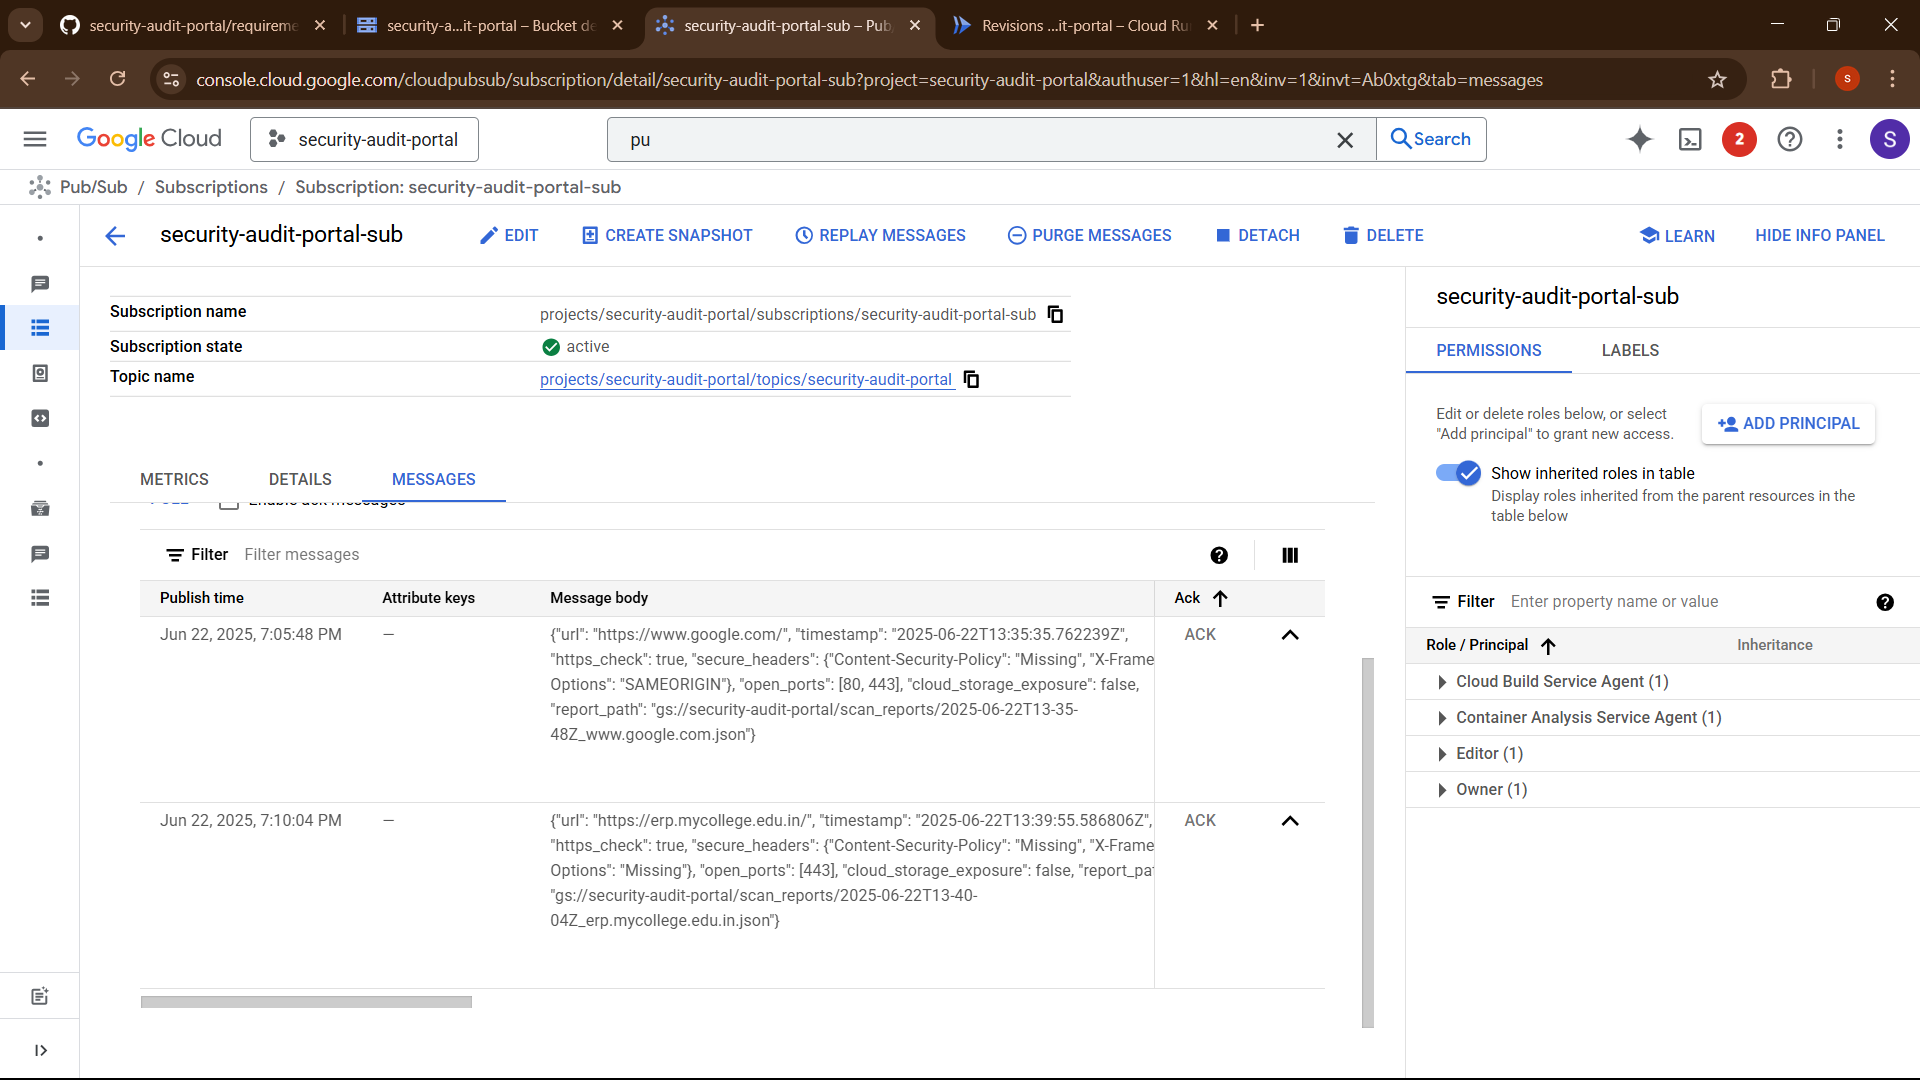 security-audit-portal/requireme
security-a...it-portal – Bucket de
security-audit-portal-sub – Pub
Revisions ...it-portal – Cloud Ru
console.cloud.google.com/cloudpubsub/subscription/detail/security-audit-portal-sub?project=security-audit-portal&authuser=1&hl=en&inv=1&invt=Ab0xtg&tab=messages
S
Google Cloud
security-audit-portal
pu
Search
2
S
Pub/Sub / Subscriptions / Subscription: security-audit-portal-sub
security-audit-portal-sub
EDIT
CREATE SNAPSHOT
REPLAY MESSAGES
PURGE MESSAGES
DETACH
DELETE
LEARN
HIDE INFO PANEL
Subscription name
projects/security-audit-portal/subscriptions/security-audit-portal-sub
Subscription state
active
Topic name
projects/security-audit-portal/topics/security-audit-portal
METRICS
DETAILS
MESSAGES
Enable ack messages
Filter Filter messages
Publish time
Attribute keys
Message body
Ack
Jun 22, 2025, 7:05:48 PM
—
{"url": "https://www.google.com/", "timestamp": "2025-06-22T13:35:35.762239Z",
"https_check": true, "secure_headers": {"Content-Security-Policy": "Missing", "X-Frame
Options": "SAMEORIGIN"}, "open_ports": [80, 443], "cloud_storage_exposure": false,
"report_path": "gs://security-audit-portal/scan_reports/2025-06-22T13-35-
48Z_www.google.com.json"}
ACK
Jun 22, 2025, 7:10:04 PM
—
{"url": "https://erp.mycollege.edu.in/", "timestamp": "2025-06-22T13:39:55.586806Z",
"https_check": true, "secure_headers": {"Content-Security-Policy": "Missing", "X-Frame
Options": "Missing"}, "open_ports": [443], "cloud_storage_exposure": false, "report_pat
"gs://security-audit-portal/scan_reports/2025-06-22T13-40-
04Z_erp.mycollege.edu.in.json"}
ACK
security-audit-portal-sub
PERMISSIONS
LABELS
Edit or delete roles below, or select
"Add principal" to grant new access.
ADD PRINCIPAL
Show inherited roles in table
Display roles inherited from the parent resources in the
table below
Filter Enter property name or value
Role / Principal
Inheritance
Cloud Build Service Agent (1)
Container Analysis Service Agent (1)
Editor (1)
Owner (1)